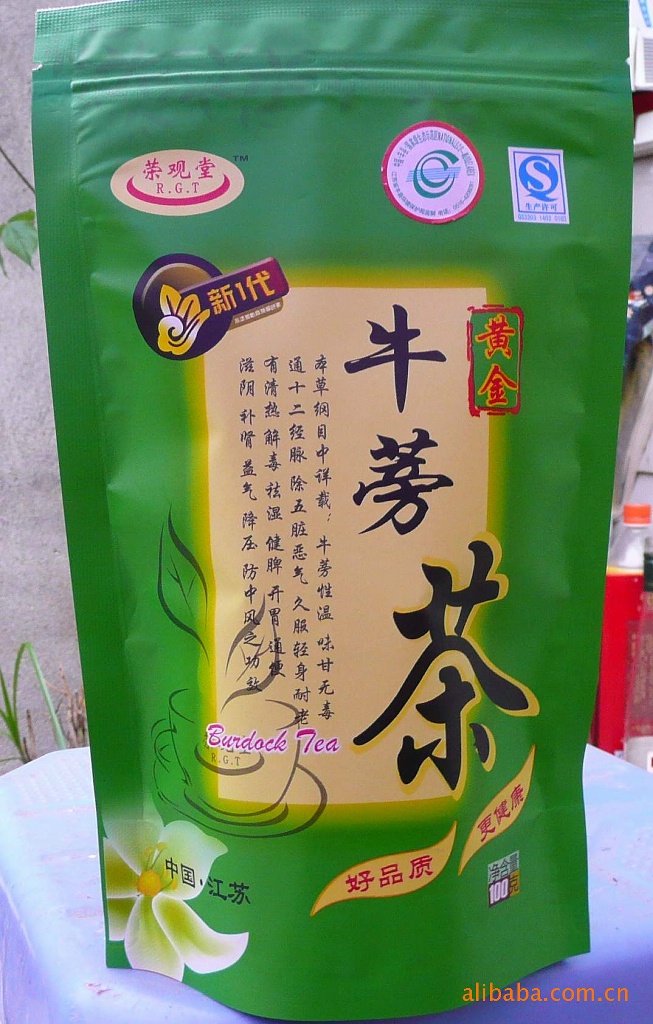 荣观堂
TM
R.G.T
S
生产许可
新1代
黄金
牛蒡茶
本草纲目中详载：牛蒡性温 味甘无毒
通十二经脉 除五脏恶气 久服轻身耐老
有清热解毒 祛湿 健脾 开胃 通便
滋阴 补肾 益气 降压 防中风之功效
Burdock Tea
R.G.T
中国·江苏
好品质
更健康
净含量
100克
alibaba.com.cn